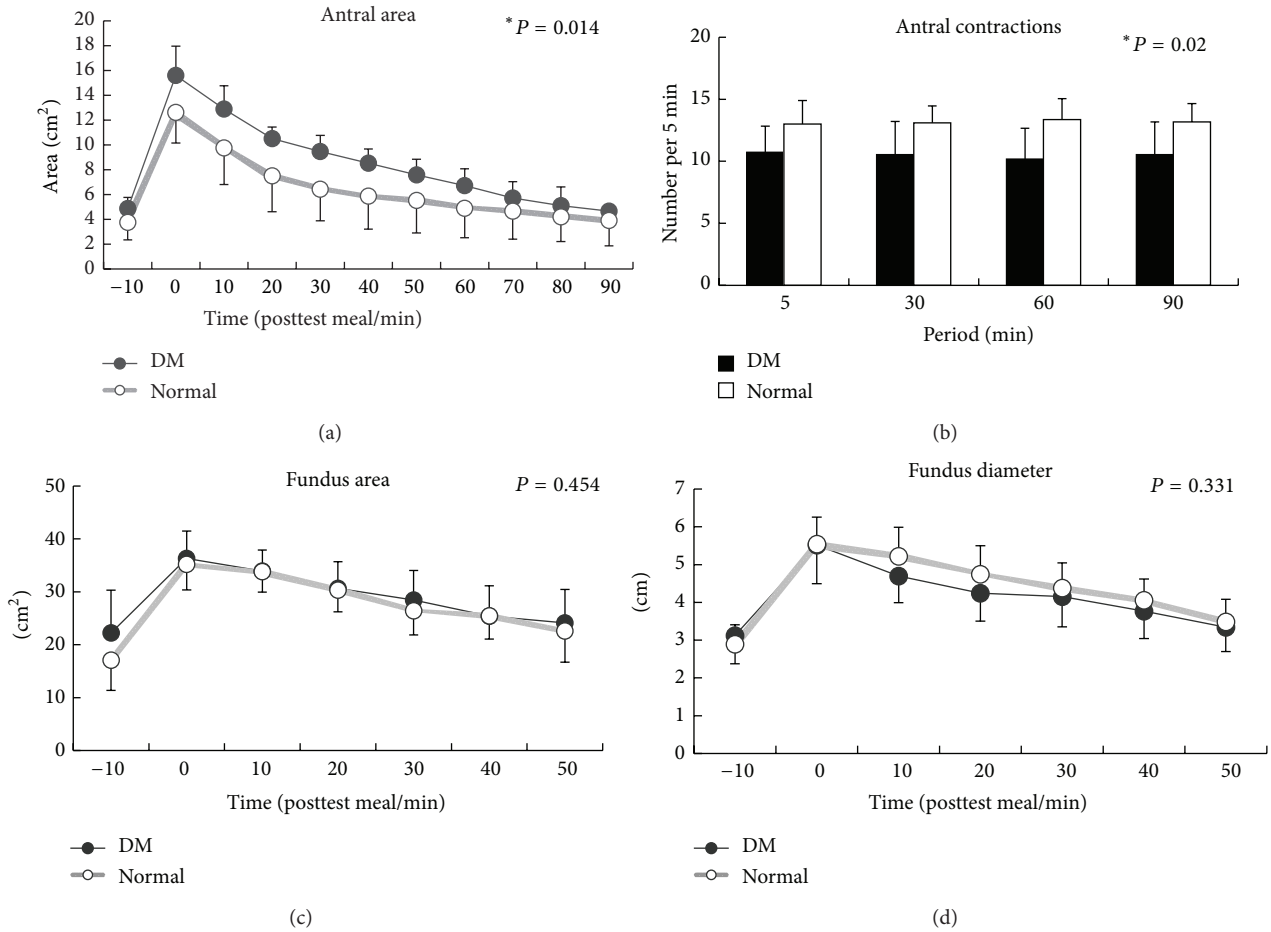 Antral area
*P = 0.014
Area (cm²)
20
18
16
14
12
10
8
6
4
2
0
−10 0 10 20 30 40 50 60 70 80 90
Time (posttest meal/min)
DM
Normal
(a)
Antral contractions
*P = 0.02
Number per 5 min
20
15
10
5
0
5 30 60 90
Period (min)
DM
Normal
(b)
Fundus area
P = 0.454
(cm²)
50
40
30
20
10
0
−10 0 10 20 30 40 50
Time (posttest meal/min)
DM
Normal
(c)
Fundus diameter
P = 0.331
(cm)
7
6
5
4
3
2
1
0
−10 0 10 20 30 40 50
Time (posttest meal/min)
DM
Normal
(d)